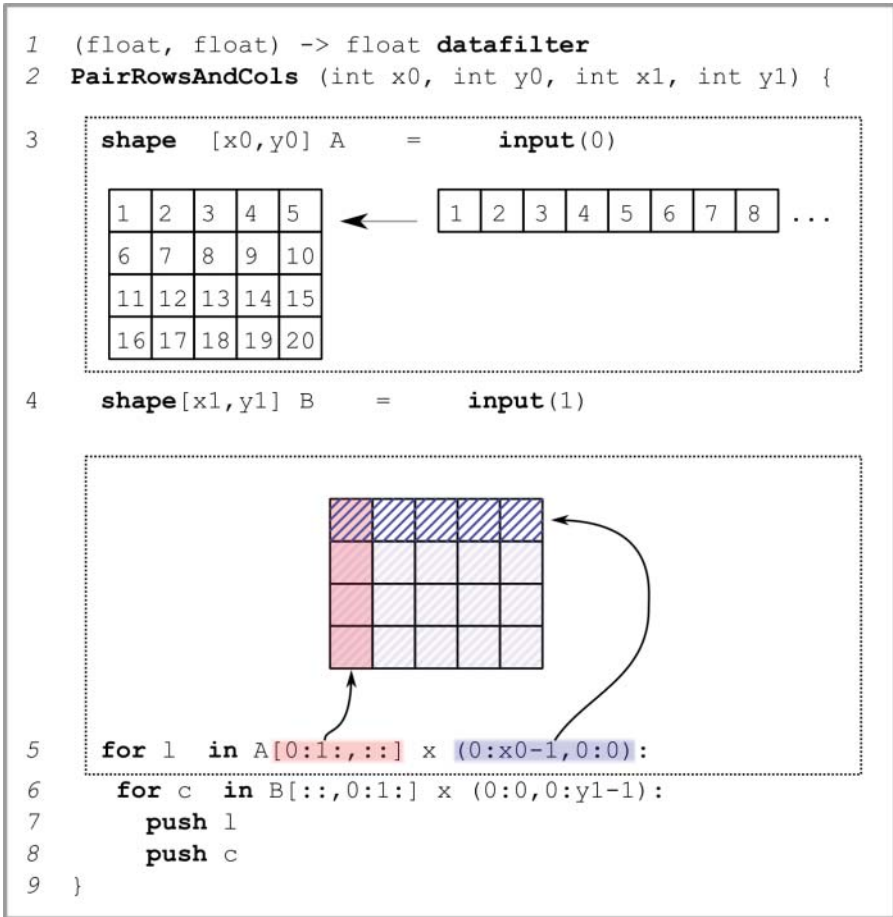 1 (float, float) -> float datafilter
2 PairRowsAndCols (int x0, int y0, int x1, int y1) {
3 shape [x0,y0] A = input(0)
1 2 3 4 5 1 2 3 4 5 6 7 8 ...
6 7 8 9 10
11 12 13 14 15
16 17 18 19 20
4 shape[x1,y1] B = input(1)
5 for l in A[0:1:,::] x (0:x0-1,0:0):
6 for c in B[::,0:1:] x (0:0,0:y1-1):
7 push l
8 push c
9 }